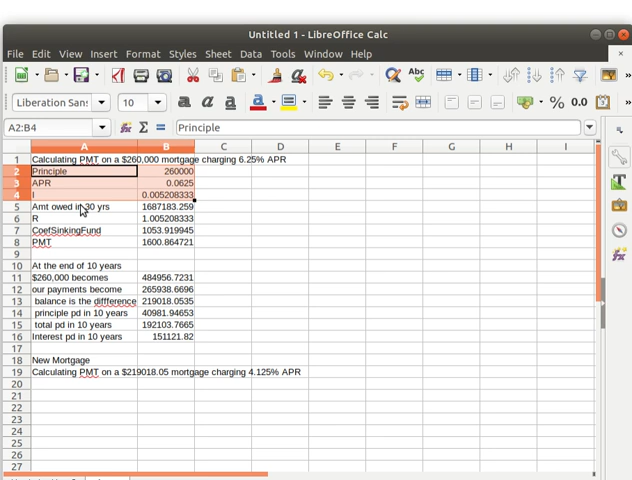 Untitled 1 - LibreOffice Calc
File Edit View Insert Format Styles Sheet Data Tools Window Help
Liberation Sans 10 a a a a % 0.0
A2:B4 Principle
A B C D E F G H I
1 Calculating PMT on a $260,000 mortgage charging 6.25% APR
2 Principle 260000
3 APR 0.0625
4 I 0.005208333
5 Amt owed in 30 yrs 1687183.259
6 R 1.005208333
7 CoefSinkingFund 1053.919945
8 PMT 1600.864721
9
10 At the end of 10 years
11 $260,000 becomes 484956.7231
12 our payments become 265938.6696
13 balance is the diffference 219018.0535
14 principle pd in 10 years 40981.94653
15 total pd in 10 years 192103.7665
16 Interest pd in 10 years 151121.82
17
18 New Mortgage
19 Calculating PMT on a $219018.05 mortgage charging 4.125% APR
20
21
22
23
24
25
26
27